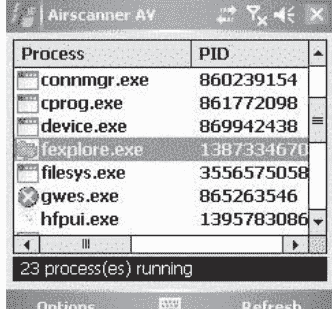 Airscanner AV
Process PID
connmgr.exe 860239154
cprog.exe 861772098
device.exe 869942438
fexplore.exe 1387334670
filesys.exe 3556575058
gwes.exe 865263546
hfpui.exe 1395783086
23 process(es) running
Options Refresh